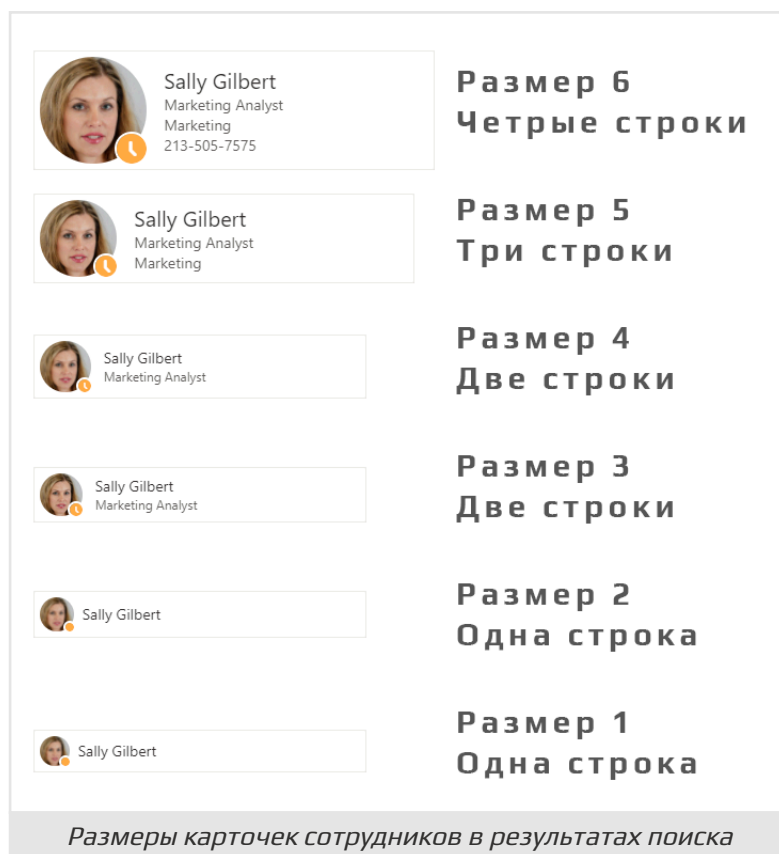 Sally Gilbert
Marketing Analyst
Marketing
213-505-7575
Размер 6
Четрые строки
Sally Gilbert
Marketing Analyst
Marketing
Размер 5
Три строки
Sally Gilbert
Marketing Analyst
Размер 4
Две строки
Sally Gilbert
Marketing Analyst
Размер 3
Две строки
Sally Gilbert
Размер 2
Одна строка
Sally Gilbert
Размер 1
Одна строка
Размеры карточек сотрудников в результатах поиска